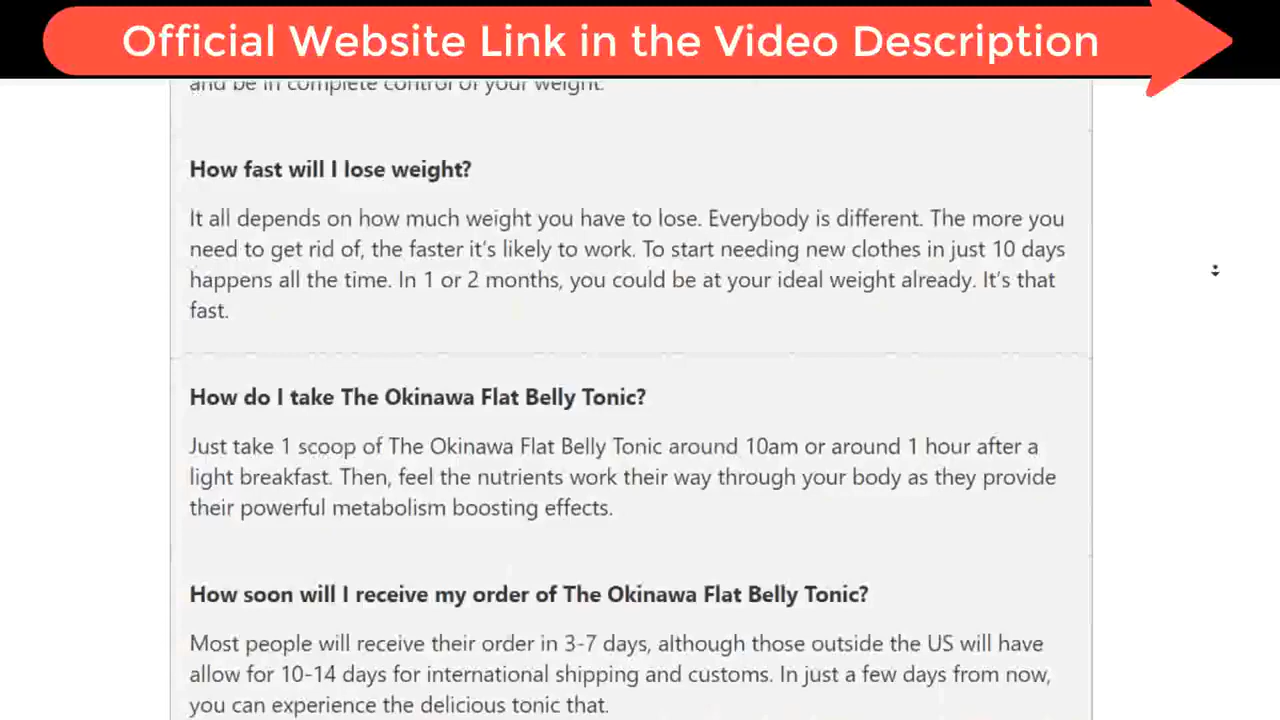 Official Website Link in the Video Description
and be in complete control of your weight.
How fast will I lose weight?
It all depends on how much weight you have to lose. Everybody is different. The more you
need to get rid of, the faster it's likely to work. To start needing new clothes in just 10 days
happens all the time. In 1 or 2 months, you could be at your ideal weight already. It's that
fast.
How do I take The Okinawa Flat Belly Tonic?
Just take 1 scoop of The Okinawa Flat Belly Tonic around 10am or around 1 hour after a
light breakfast. Then, feel the nutrients work their way through your body as they provide
their powerful metabolism boosting effects.
How soon will I receive my order of The Okinawa Flat Belly Tonic?
Most people will receive their order in 3-7 days, although those outside the US will have
allow for 10-14 days for international shipping and customs. In just a few days from now,
you can experience the delicious tonic that.